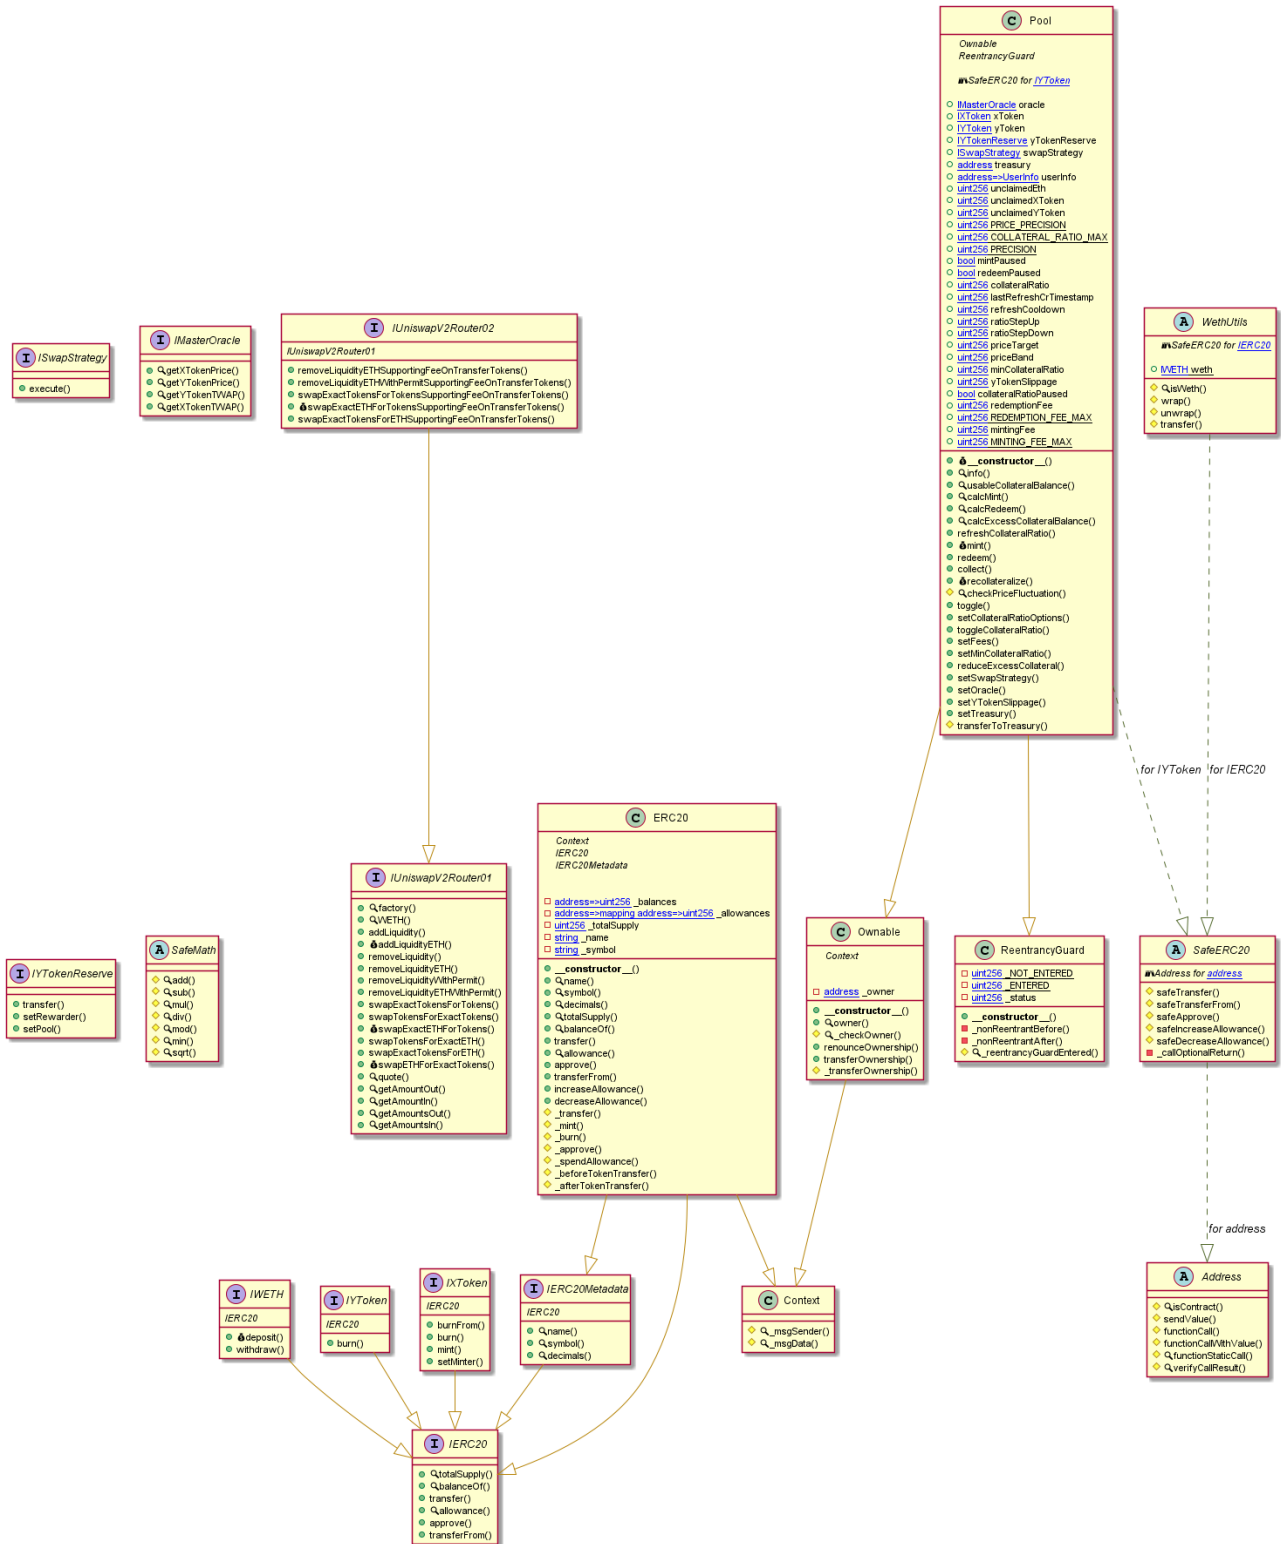 C Pool
Ownable
ReentrancyGuard
SafeERC20 for IYToken
IMasterOracle oracle
IXToken xToken
IYToken yToken
IYTokenReserve yTokenReserve
ISwapStrategy swapStrategy
address treasury
address=>UserInfo userInfo
uint256 unclaimedEth
uint256 unclaimedXToken
uint256 unclaimedYToken
uint256 PRICE_PRECISION
uint256 COLLATERAL_RATIO_MAX
uint256 PRECISION
bool mintPaused
bool redeemPaused
uint256 collateralRatio
uint256 lastRefreshCrTimestamp
uint256 refreshCooldown
uint256 ratioStepUp
uint256 ratioStepDown
uint256 priceTarget
uint256 priceBand
uint256 minCollateralRatio
uint256 yTokenSlippage
bool collateralRatioPaused
uint256 redemptionFee
uint256 REDEMPTION_FEE_MAX
uint256 mintingFee
uint256 MINTING_FEE_MAX
__constructor__()
info()
usableCollateralBalance()
calcMint()
calcRedeem()
calcExcessCollateralBalance()
refreshCollateralRatio()
mint()
redeem()
collect()
recollateralize()
checkPriceFluctuation()
toggle()
setCollateralRatioOptions()
toggleCollateralRatio()
setFees()
setMinCollateralRatio()
reduceExcessCollateral()
setSwapStrategy()
setOracle()
setYTokenSlippage()
setTreasury()
transferToTreasury()
I ISwapStrategy
execute()
I IMasterOracle
getXTokenPrice()
getYTokenPrice()
getYTokenTWAP()
getXTokenTWAP()
I IUniswapV2Router02
IUniswapV2Router01
removeLiquidityETHSupportingFeeOnTransferTokens()
removeLiquidityETHWithPermitSupportingFeeOnTransferTokens()
swapExactTokensForTokensSupportingFeeOnTransferTokens()
swapExactETHForTokensSupportingFeeOnTransferTokens()
swapExactTokensForETHSupportingFeeOnTransferTokens()
A WethUtils
SafeERC20 for IERC20
IWETH weth
isWeth()
wrap()
unwrap()
transfer()
for IYToken
for IERC20
I IYTokenReserve
transfer()
setRewarder()
setPool()
A SafeMath
add()
sub()
mul()
div()
mod()
min()
sqrt()
I IUniswapV2Router01
factory()
WETH()
addLiquidity()
addLiquidityETH()
removeLiquidity()
removeLiquidityETH()
removeLiquidityWithPermit()
removeLiquidityETHWithPermit()
swapExactTokensForTokens()
swapTokensForExactTokens()
swapExactETHForTokens()
swapTokensForExactETH()
swapExactTokensForETH()
swapETHForExactTokens()
quote()
getAmountOut()
getAmountIn()
getAmountsOut()
getAmountsIn()
C ERC20
Context
IERC20
IERC20Metadata
address=>uint256 _balances
address=>mapping address=>uint256 _allowances
uint256 _totalSupply
string _name
string _symbol
__constructor__()
name()
symbol()
decimals()
totalSupply()
balanceOf()
transfer()
allowance()
approve()
transferFrom()
increaseAllowance()
decreaseAllowance()
_transfer()
_mint()
_burn()
_approve()
_spendAllowance()
_beforeTokenTransfer()
_afterTokenTransfer()
C Ownable
Context
address _owner
__constructor__()
owner()
_checkOwner()
renounceOwnership()
transferOwnership()
_transferOwnership()
C ReentrancyGuard
uint256 _NOT_ENTERED
uint256 _ENTERED
uint256 _status
__constructor__()
_nonReentrantBefore()
_nonReentrantAfter()
_reentrancyGuardEntered()
A SafeERC20
Address for address
safeTransfer()
safeTransferFrom()
safeApprove()
safeIncreaseAllowance()
safeDecreaseAllowance()
_callOptionalReturn()
for address
I IWETH
IERC20
deposit()
withdraw()
I IYToken
IERC20
burn()
I IXToken
IERC20
burnFrom()
burn()
mint()
setMinter()
I IERC20Metadata
IERC20
name()
symbol()
decimals()
C Context
_msgSender()
_msgData()
A Address
isContract()
sendValue()
functionCall()
functionCallWithValue()
functionStaticCall()
verifyCallResult()
I IERC20
totalSupply()
balanceOf()
transfer()
allowance()
approve()
transferFrom()